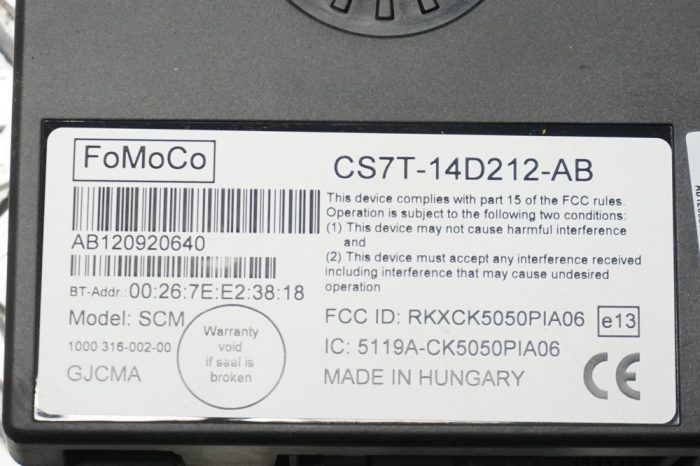 FoMoCo
CS7T-14D212-AB
AB120920640
This device complies with part 15 of the FCC rules.
Operation is subject to the following two conditions:
(1) This device may not cause harmful interference
and
(2) This device must accept any interference received
including interference that may cause undesired
operation
BT-Addr.:00:26:7E:E2:38:18
Model: SCM
1000 316-002-00
GJCMA
Warranty
void
if seal is
broken
FCC ID: RKXCK5050PIA06
e13
IC: 5119A-CK5050PIA06
MADE IN HUNGARY
CE